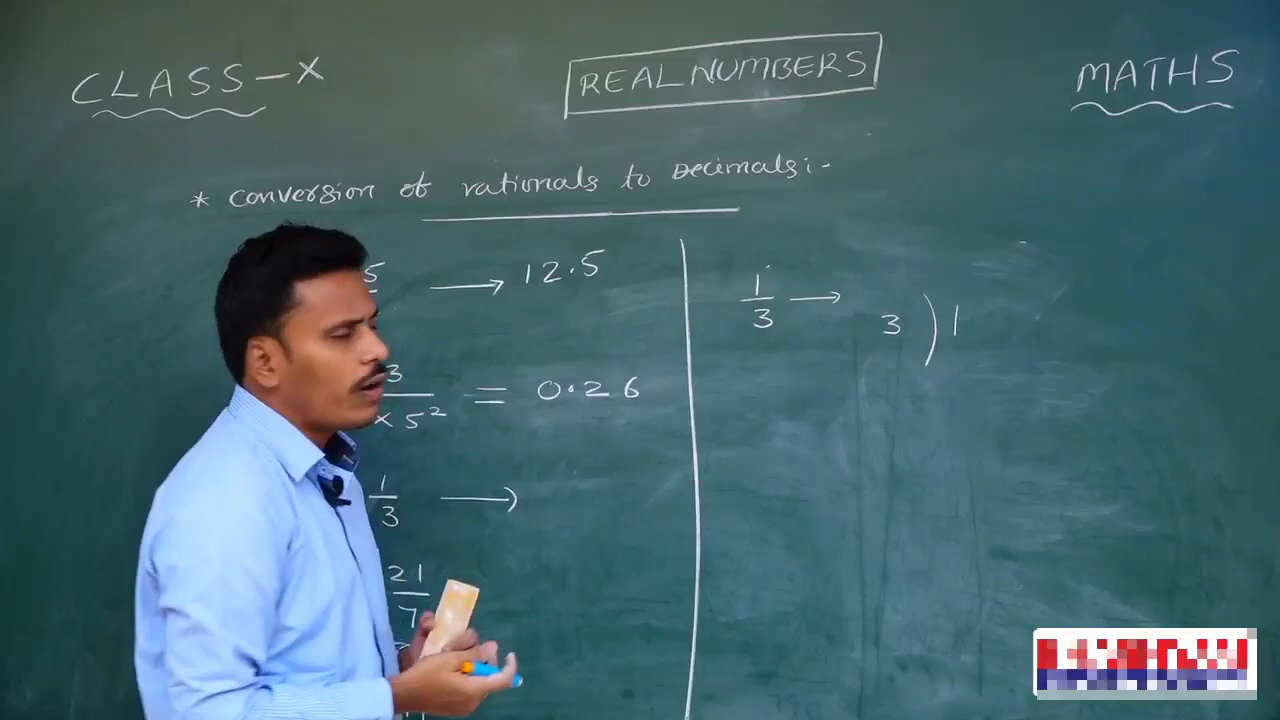 CLASS - X
REAL NUMBERS
MATHS
* Conversion of rationals to Decimals :-
5 → 12.5
3 / × 5² = 0.26
1/3 →
21/7
1/3 → 3 ) 1